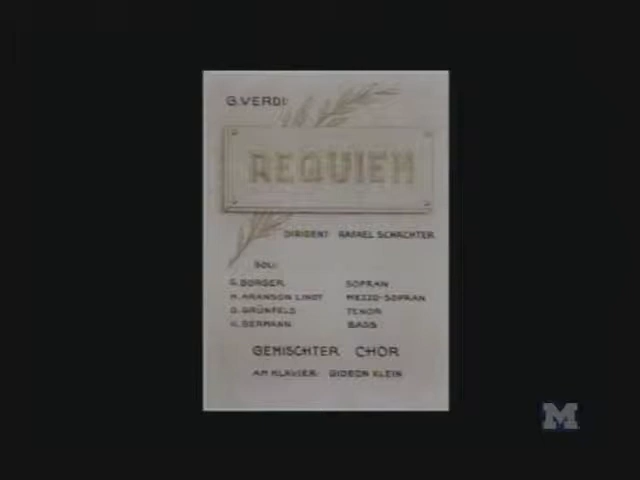 G. VERDI:
REQUIEM
DIRIGENT: RAFAEL SCHÄCHTER
SOLI:
G. BORGER SOPRAN
H. ARANSON LINDT MEZZO-SOPRAN
D. GRÜNFELD TENOR
K. BERMANN BASS
GEMISCHTER CHOR
AM KLAVIER: GIDEON KLEIN
M